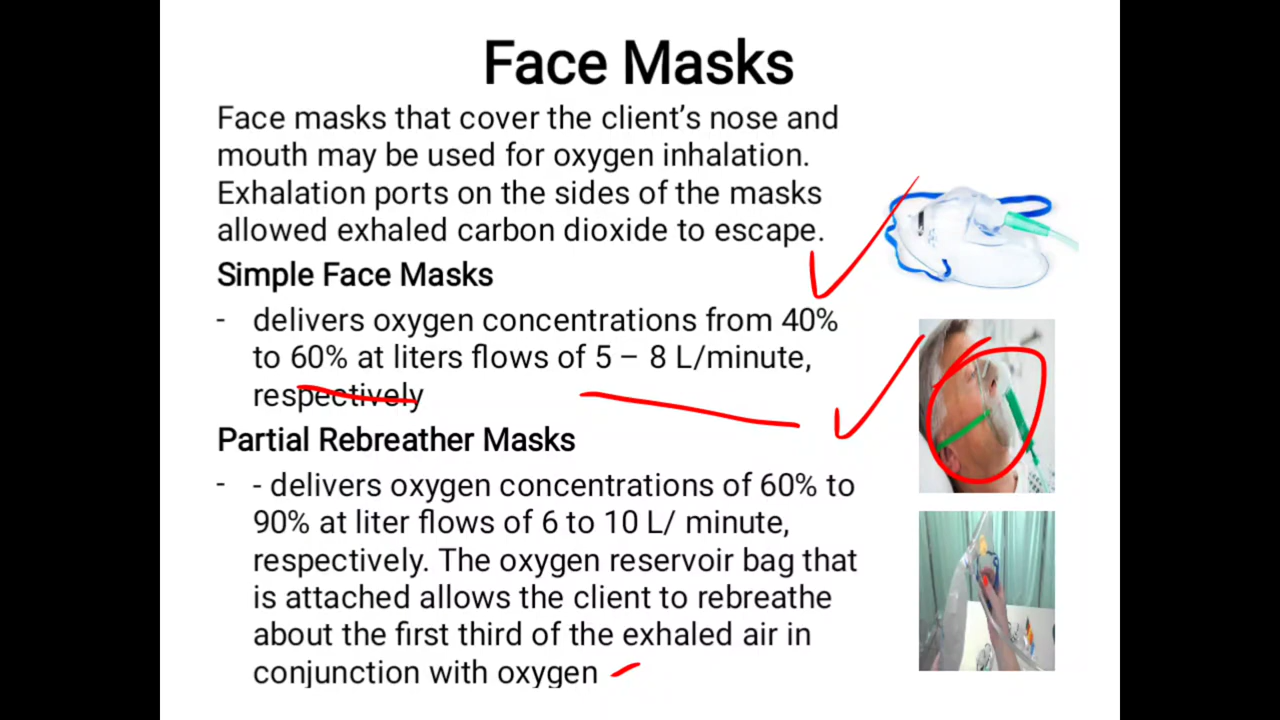 Face Masks
Face masks that cover the client's nose and
mouth may be used for oxygen inhalation.
Exhalation ports on the sides of the masks
allowed exhaled carbon dioxide to escape.
Simple Face Masks
- delivers oxygen concentrations from 40%
to 60% at liters flows of 5 – 8 L/minute,
respectively
Partial Rebreather Masks
- - delivers oxygen concentrations of 60% to
90% at liter flows of 6 to 10 L/ minute,
respectively. The oxygen reservoir bag that
is attached allows the client to rebreathe
about the first third of the exhaled air in
conjunction with oxygen